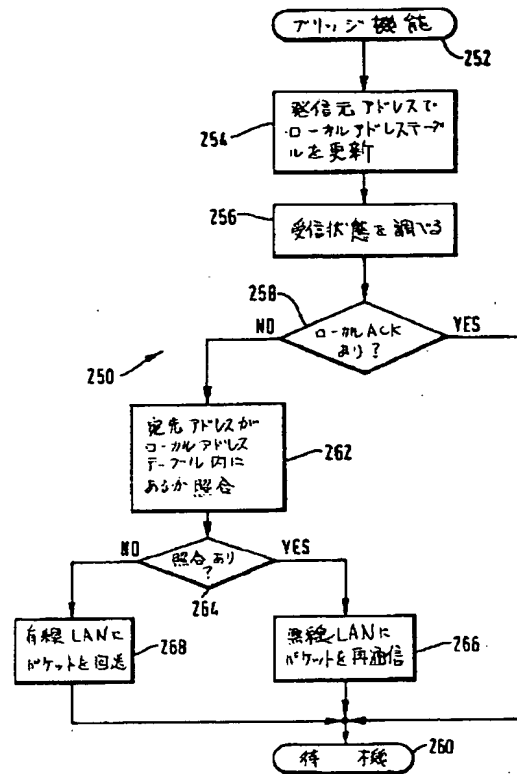 ブリッジ機能
252
発信元アドレスで
ローカルアドレステーブ
ルを更新
254
256
受信状態を調べる
258
NO
ローカルACK
あり?
YES
250
宛先アドレスが
ローカルアドレス
テーブル内に
あるか照合
262
NO
照合あり
?
YES
264
有線LANに
パケットを回送
268
無線LANに
パケットを再送信
266
待機
260